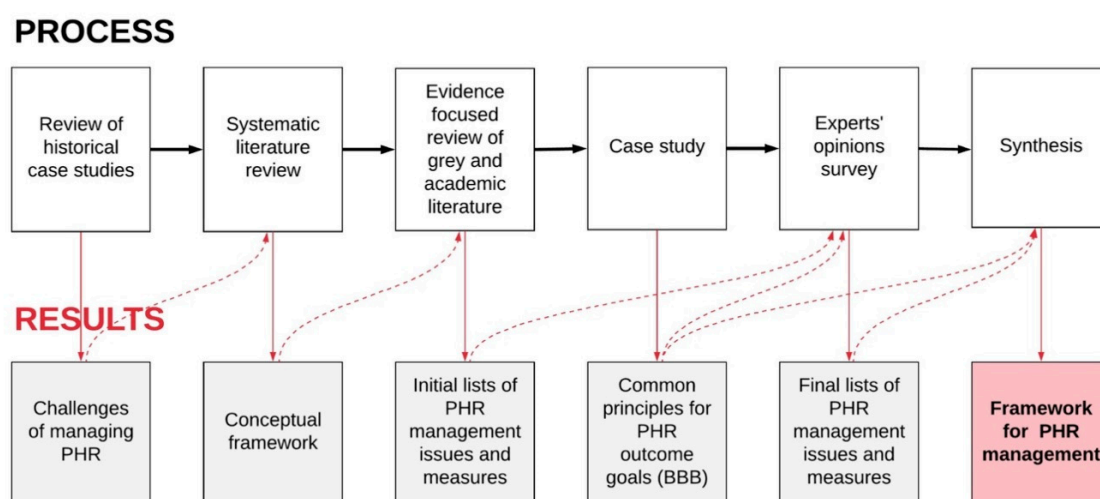 PROCESS
Review of
historical
case studies
Systematic
literature
review
Evidence
focused
review of
grey and
academic
literature
Case study
Experts'
opinions
survey
Synthesis
RESULTS
Challenges
of managing
PHR
Conceptual
framework
Initial lists of
PHR
management
issues and
measures
Common
principles for
PHR
outcome
goals (BBB)
Final lists of
PHR
management
issues and
measures
Framework
for PHR
management